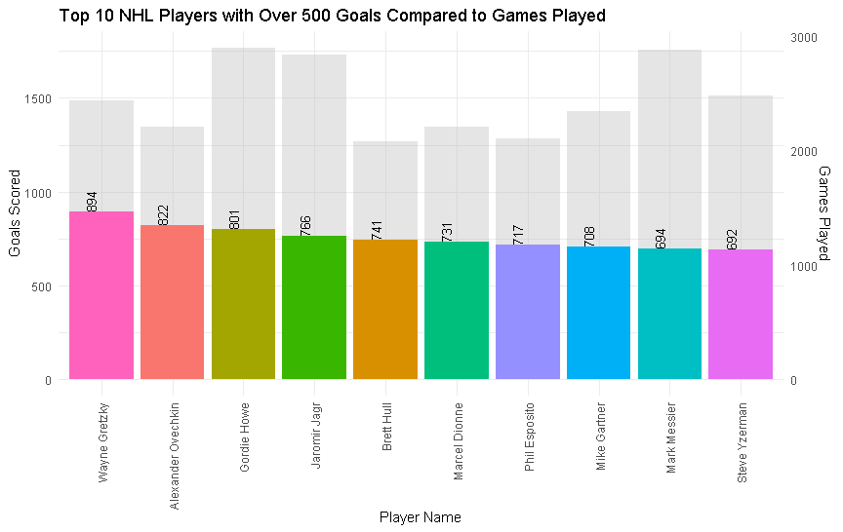 Top 10 NHL Players with Over 500 Goals Compared to Games Played
3000
1500
2000
1000
1000
500
0
0
Goals Scored
Games Played
894
822
801
766
741
731
717
708
694
692
Wayne Gretzky
Alexander Ovechkin
Gordie Howe
Jaromir Jagr
Brett Hull
Marcel Dionne
Phil Esposito
Mike Gartner
Mark Messier
Steve Yzerman
Player Name